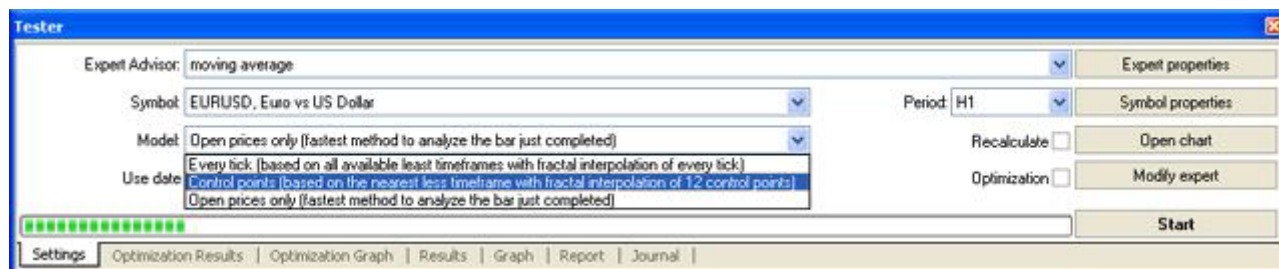 Tester
Expert Advisor: moving average Expert properties
Symbol: EURUSD, Euro vs US Dollar Period: H1 Symbol properties
Model: Open prices only (fastest method to analyze the bar just completed) Recalculate Open chart
Every tick (based on all available least timeframes with fractal interpolation of every tick)
Use date Control points (based on the nearest less timeframe with fractal interpolation of 12 control points) Optimization Modify expert
Open prices only (fastest method to analyze the bar just completed)
Start
Settings | Optimization Results | Optimization Graph | Results | Graph | Report | Journal |